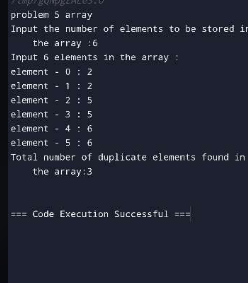 problem 5 array
Input the number of elements to be stored in
the array :6
Input 6 elements in the array :
element - 0 : 2
element - 1 : 2
element - 2 : 5
element - 3 : 5
element - 4 : 6
element - 5 : 6
Total number of duplicate elements found in
the array:3
=== Code Execution Successful ===